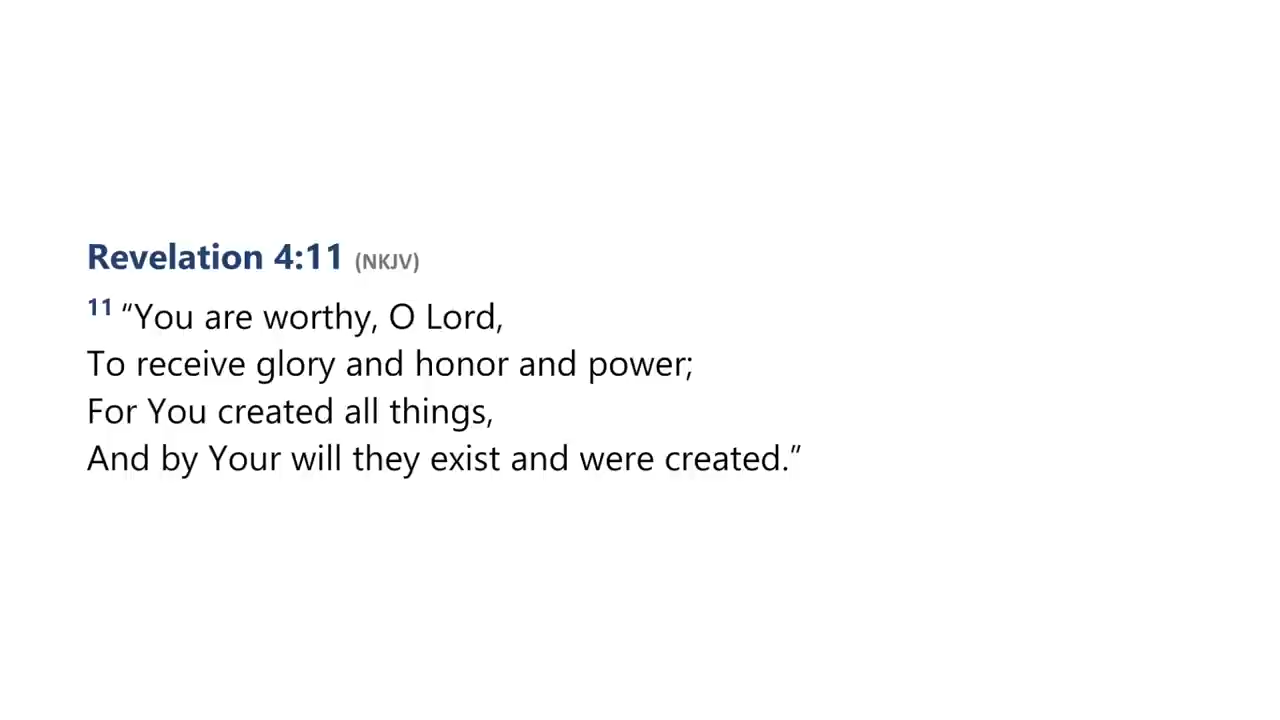 Revelation 4:11 (NKJV)
11 “You are worthy, O Lord,
To receive glory and honor and power;
For You created all things,
And by Your will they exist and were created.”